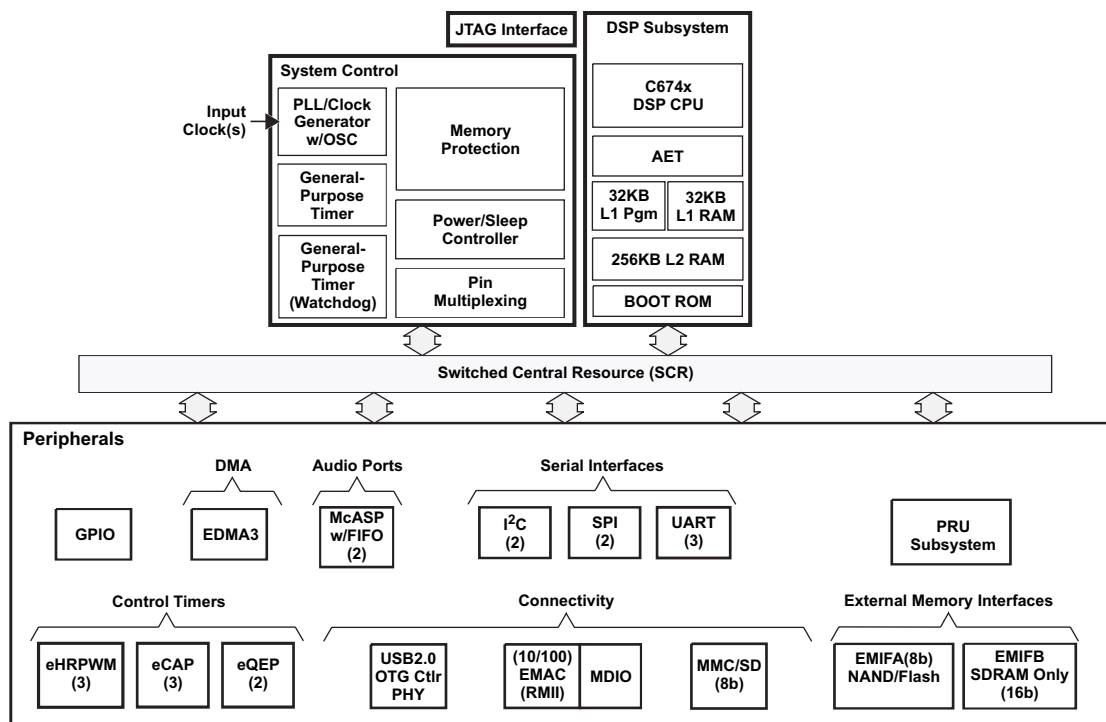 JTAG Interface
DSP Subsystem
System Control
Input
Clock(s)
PLL/Clock
Generator
w/OSC
General-
Purpose
Timer
General-
Purpose
Timer
(Watchdog)
Memory
Protection
Power/Sleep
Controller
Pin
Multiplexing
C674x
DSP CPU
AET
32KB
L1 Pgm
32KB
L1 RAM
256KB L2 RAM
BOOT ROM
Switched Central Resource (SCR)
Peripherals
DMA
Audio Ports
Serial Interfaces
GPIO
EDMA3
McASP
w/FIFO
(2)
I²C
(2)
SPI
(2)
UART
(3)
PRU
Subsystem
Control Timers
Connectivity
External Memory Interfaces
eHRPWM
(3)
eCAP
(3)
eQEP
(2)
USB2.0
OTG Ctlr
PHY
(10/100)
EMAC
(RMII)
MDIO
MMC/SD
(8b)
EMIFA(8b)
NAND/Flash
EMIFB
SDRAM Only
(16b)